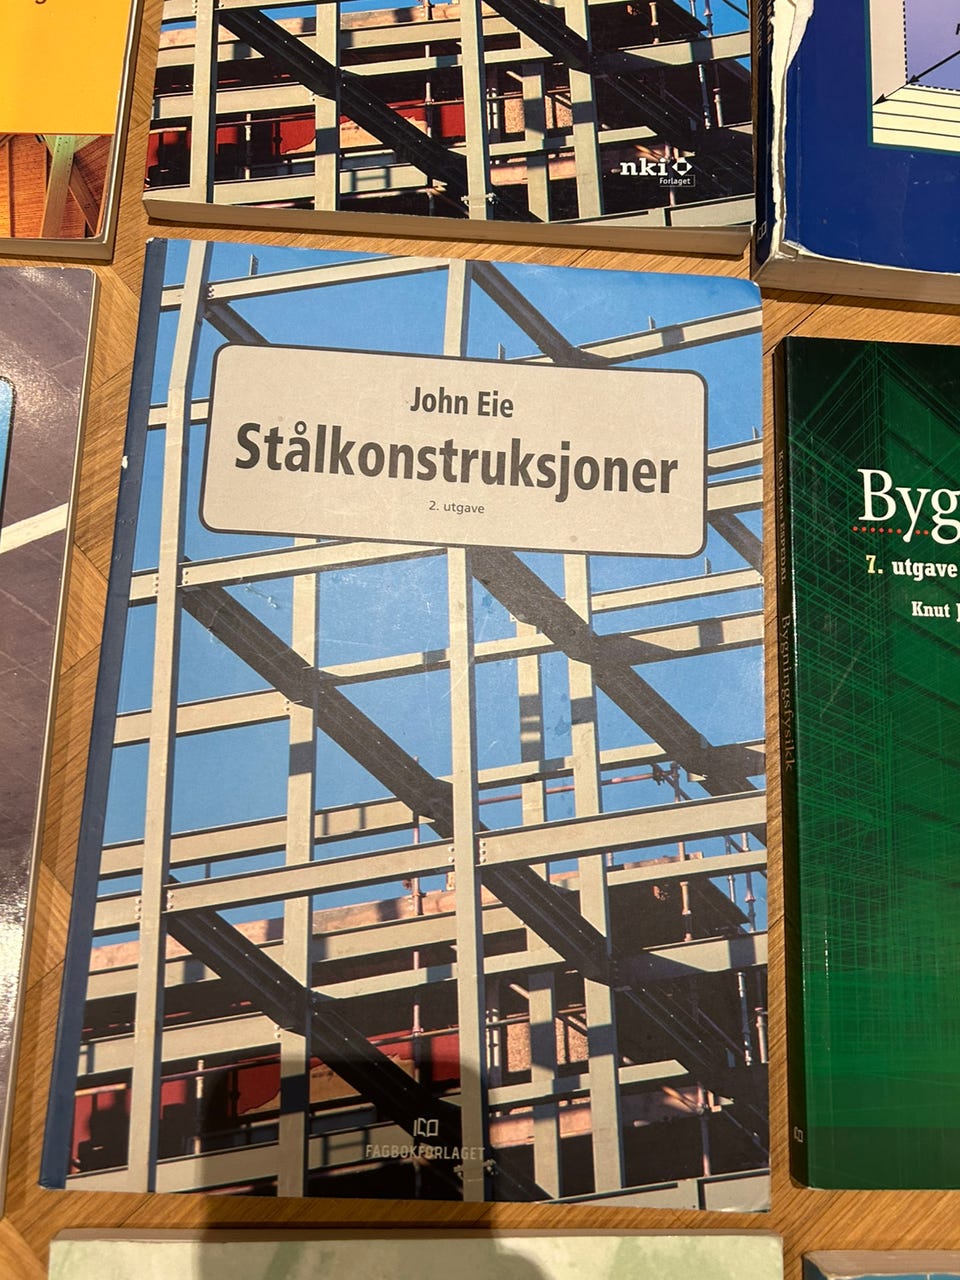 nki
Forlaget
John Eie
Stålkonstruksjoner
2. utgave
FAGBOKFORLAGET
Byg
7. utgave
Knut J
Bygningsfysikk